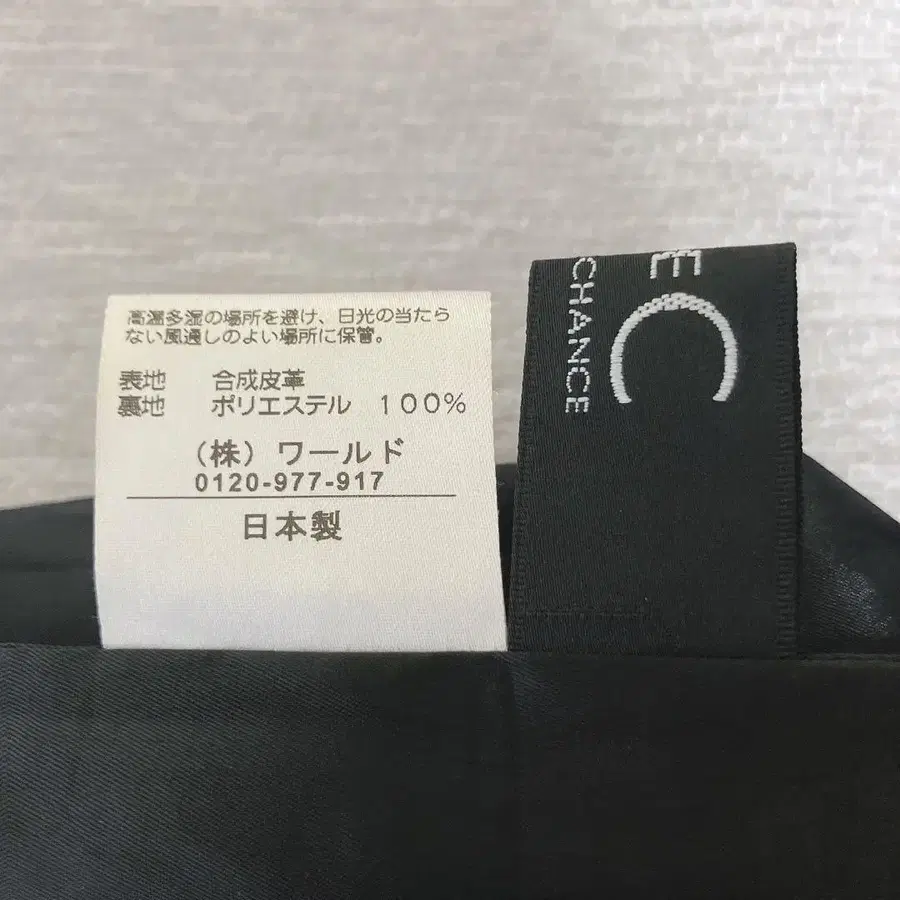 高温多湿の場所を避け、日光の当たら
ない風通しのよい場所に保管。
表地 合成皮革
裏地 ポリエステル 100%
（株）ワールド
0120-977-917
日本製
E C
CHANCE